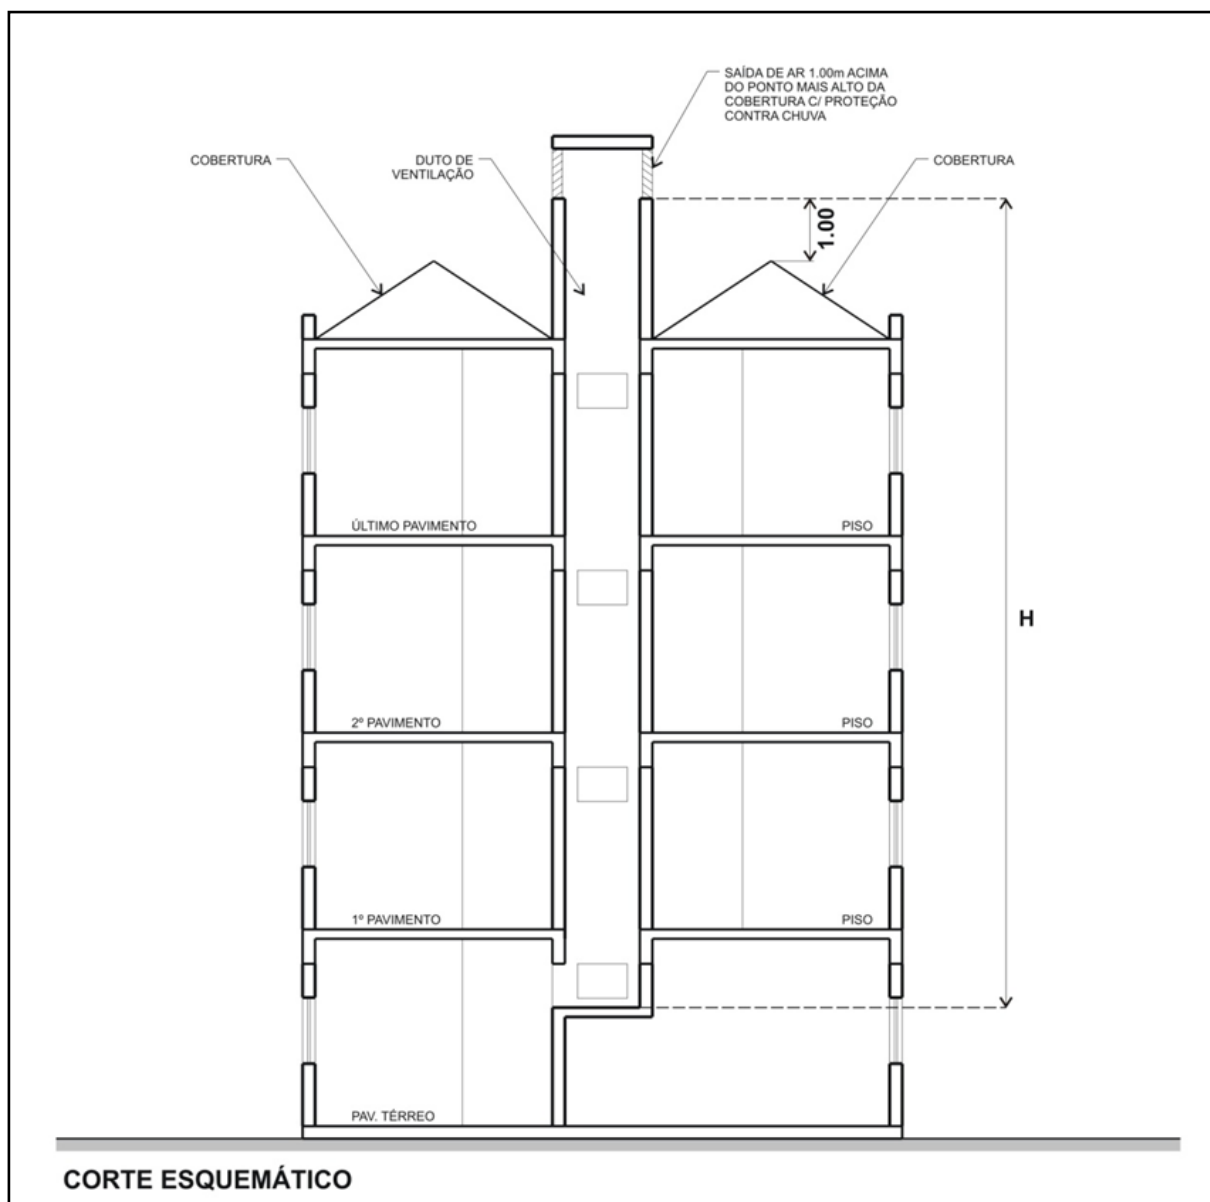 SAÍDA DE AR 1.00m ACIMA
DO PONTO MAIS ALTO DA
COBERTURA C/ PROTEÇÃO
CONTRA CHUVA
COBERTURA
DUTO DE
VENTILAÇÃO
COBERTURA
1.00
H
ÚLTIMO PAVIMENTO
PISO
2º PAVIMENTO
PISO
1º PAVIMENTO
PISO
PAV. TÉRREO
CORTE ESQUEMÁTICO